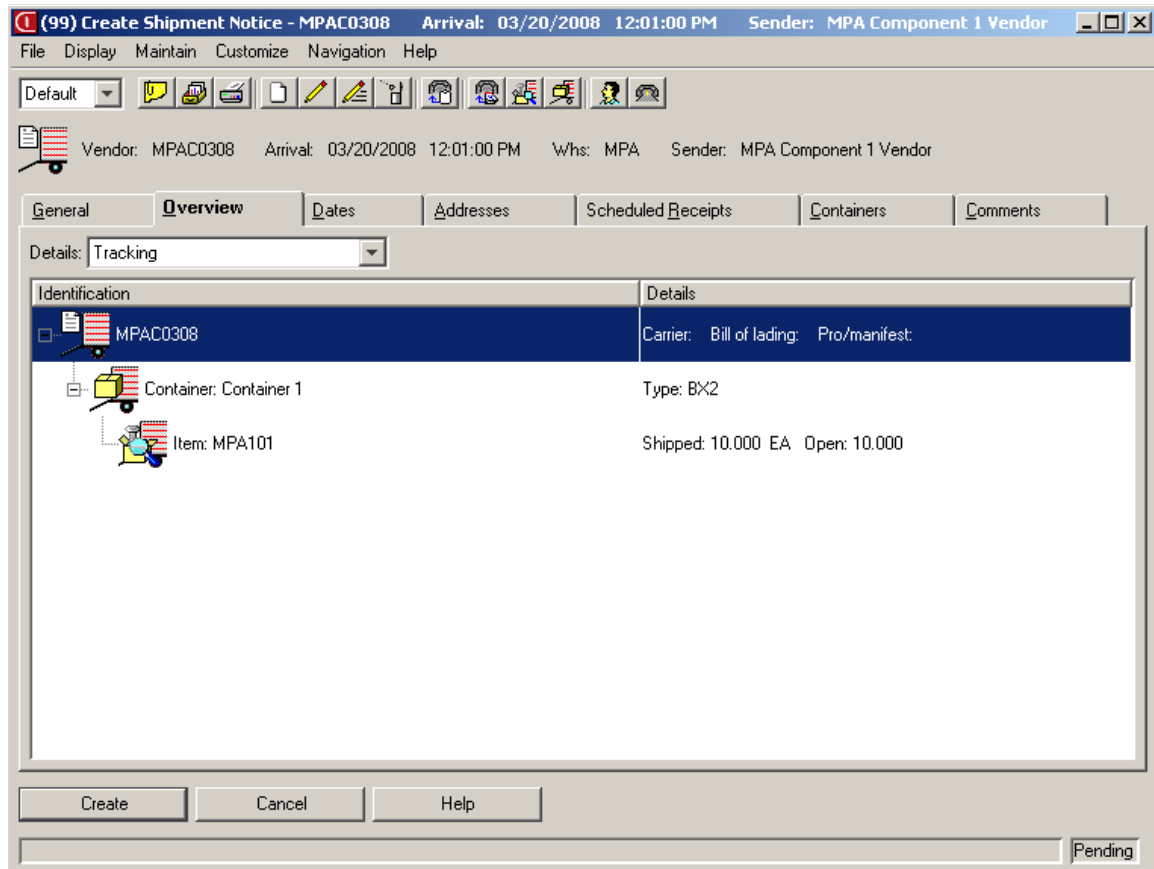 (99) Create Shipment Notice - MPAC0308 Arrival: 03/20/2008 12:01:00 PM Sender: MPA Component 1 Vendor
File Display Maintain Customize Navigation Help
Default
Vendor: MPAC0308 Arrival: 03/20/2008 12:01:00 PM Whs: MPA Sender: MPA Component 1 Vendor
General Overview Dates Addresses Scheduled Receipts Containers Comments
Details: Tracking
Identification Details
MPAC0308 Carrier: Bill of lading: Pro/manifest:
Container: Container 1 Type: BX2
Item: MPA101 Shipped: 10.000 EA Open: 10.000
Create Cancel Help
Pending